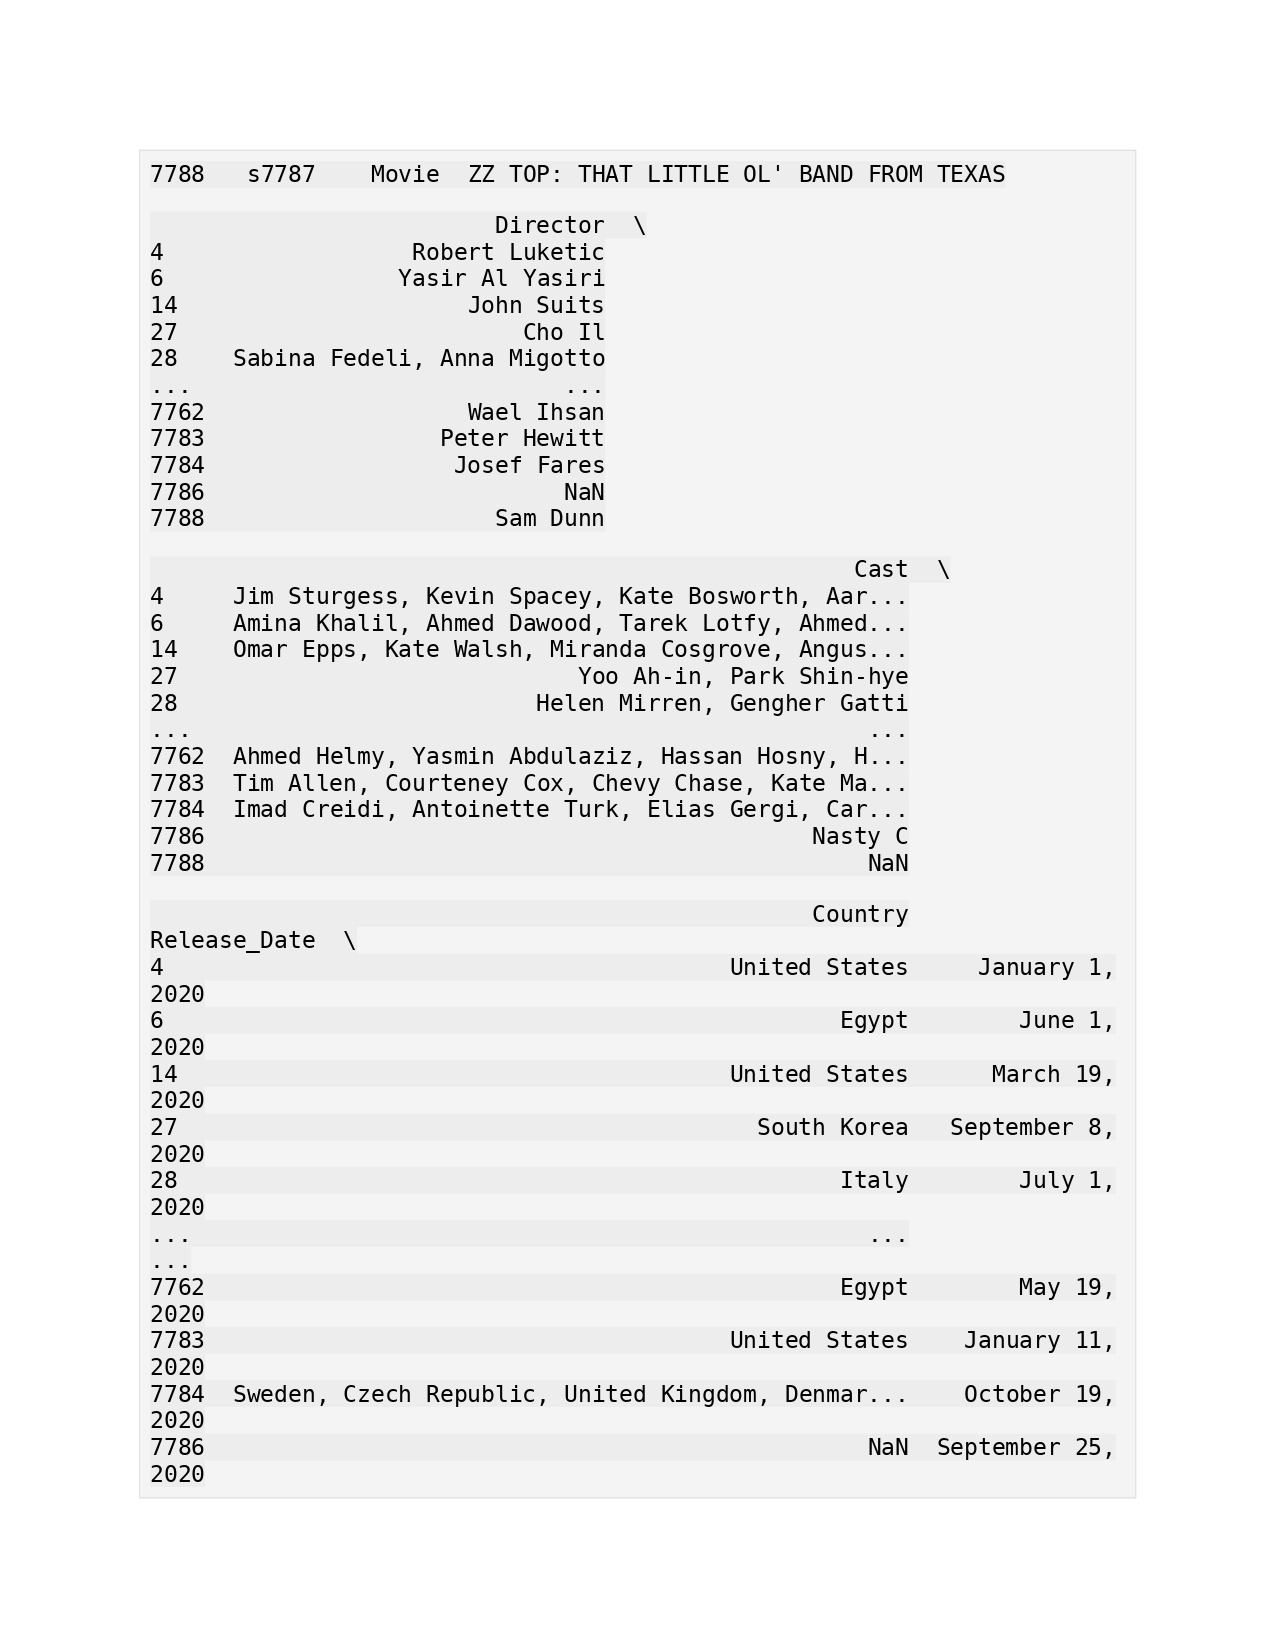 7788   s7787    Movie  ZZ TOP: THAT LITTLE OL' BAND FROM TEXAS
Director  \
4                  Robert Luketic
6                 Yasir Al Yasiri
14                     John Suits
27                         Cho Il
28    Sabina Fedeli, Anna Migotto
...                           ...
7762                   Wael Ihsan
7783                 Peter Hewitt
7784                  Josef Fares
7786                          NaN
7788                     Sam Dunn
Cast  \
4     Jim Sturgess, Kevin Spacey, Kate Bosworth, Aar...
6     Amina Khalil, Ahmed Dawood, Tarek Lotfy, Ahmed...
14    Omar Epps, Kate Walsh, Miranda Cosgrove, Angus...
27                             Yoo Ah-in, Park Shin-hye
28                          Helen Mirren, Gengher Gatti
...                                                 ...
7762  Ahmed Helmy, Yasmin Abdulaziz, Hassan Hosny, H...
7783  Tim Allen, Courteney Cox, Chevy Chase, Kate Ma...
7784  Imad Creidi, Antoinette Turk, Elias Gergi, Car...
7786                                            Nasty C
7788                                                NaN
Country
Release_Date  \
4                                         United States     January 1,
2020
6                                                 Egypt        June 1,
2020
14                                        United States      March 19,
2020
27                                          South Korea   September 8,
2020
28                                                Italy        July 1,
2020
...                                                 ...
...
7762                                              Egypt        May 19,
2020
7783                                      United States    January 11,
2020
7784  Sweden, Czech Republic, United Kingdom, Denmar...    October 19,
2020
7786                                                NaN  September 25,
2020